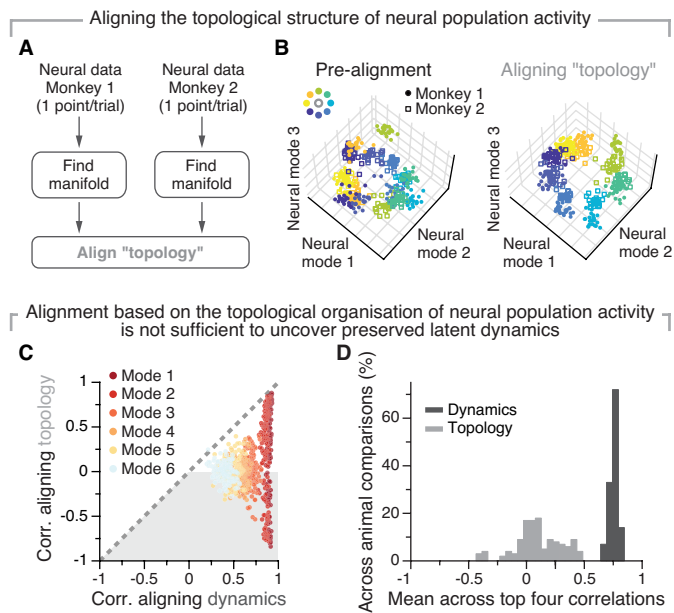 Aligning the topological structure of neural population activity
A
Neural data
Monkey 1
(1 point/trial)
Neural data
Monkey 2
(1 point/trial)
Find
manifold
Find
manifold
Align "topology"
B
Pre-alignment
Monkey 1
Monkey 2
Neural mode 3
Neural
mode 1
Neural
mode 2
Aligning "topology"
Neural mode 3
Neural
mode 1
Neural
mode 2
Alignment based on the topological organisation of neural population activity
is not sufficient to uncover preserved latent dynamics
C
Mode 1
Mode 2
Mode 3
Mode 4
Mode 5
Mode 6
Corr. aligning topology
1
0.5
0
-0.5
-1
-1
-0.5
0
0.5
1
Corr. aligning dynamics
D
Dynamics
Topology
Across animal comparisons (%)
60
40
20
0
-1
-0.5
0
0.5
1
Mean across top four correlations